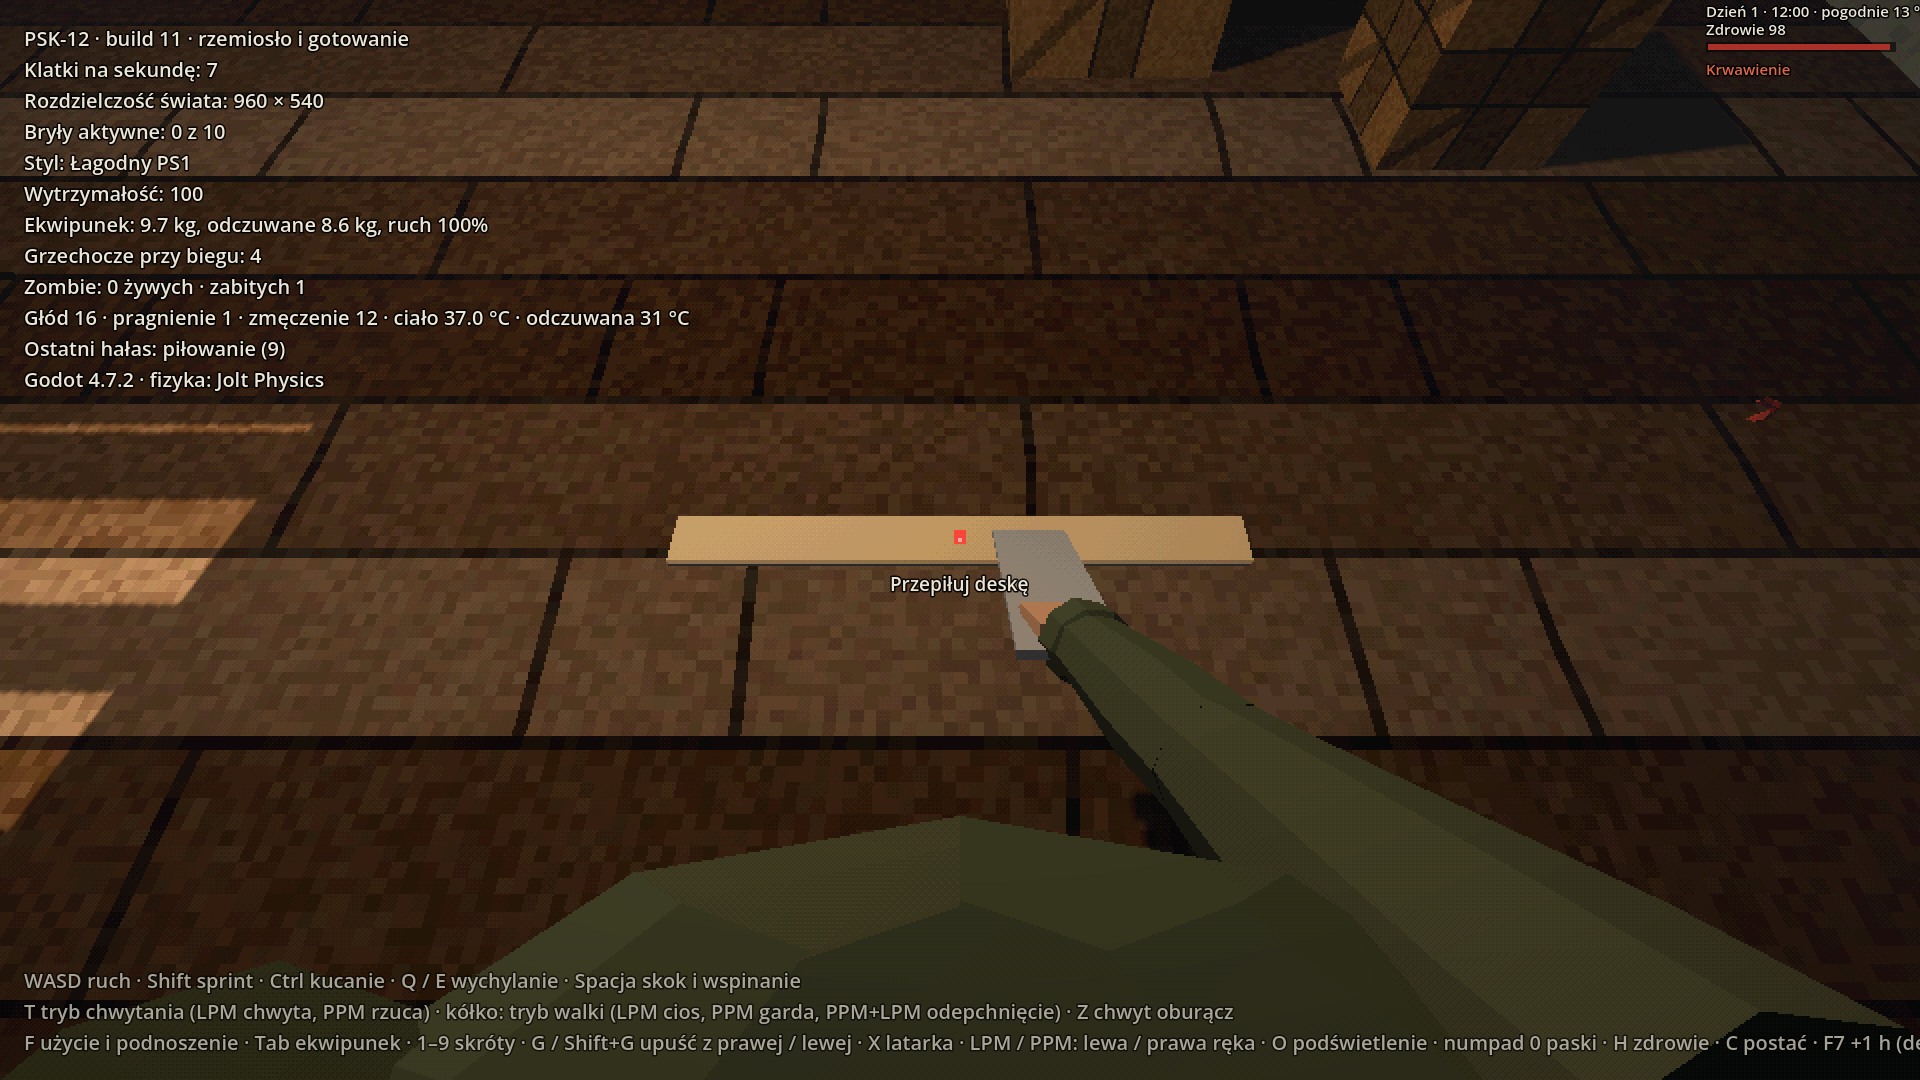 PSK-12 · build 11 · rzemiosło i gotowanie
Klatki na sekundę: 7
Rozdzielczość świata: 960 × 540
Bryły aktywne: 0 z 10
Styl: Łagodny PS1
Wytrzymałość: 100
Ekwipunek: 9.7 kg, odczuwane 8.6 kg, ruch 100%
Grzechocze przy biegu: 4
Zombie: 0 żywych · zabitych 1
Głód 16 · pragnienie 1 · zmęczenie 12 · ciało 37.0 °C · odczuwana 31 °C
Ostatni hałas: piłowanie (9)
Godot 4.7.2 · fizyka: Jolt Physics
Dzień 1 · 12:00 · pogodnie 13 °
Zdrowie 98
Krwawienie
Przepiłuj deskę
WASD ruch · Shift sprint · Ctrl kucanie · Q / E wychylanie · Spacja skok i wspinanie
T tryb chwytania (LPM chwyta, PPM rzuca) · kółko: tryb walki (LPM cios, PPM garda, PPM+LPM odepchnięcie) · Z chwyt oburącz
F użycie i podnoszenie · Tab ekwipunek · 1–9 skróty · G / Shift+G upuść z prawej / lewej · X latarka · LPM / PPM: lewa / prawa ręka · O podświetlenie · numpad 0 paski · H zdrowie · C postać · F7 +1 h